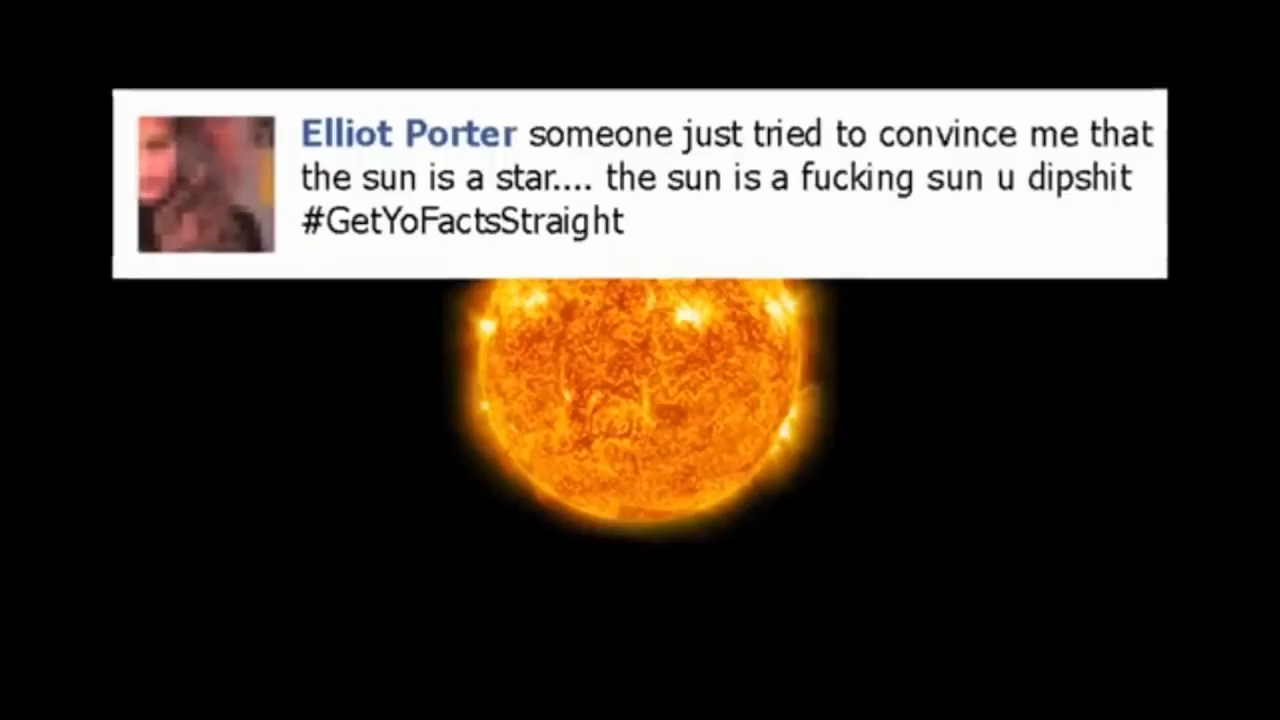 Elliot Porter someone just tried to convince me that
the sun is a star.... the sun is a fucking sun u dipshit
#GetYoFactsStraight